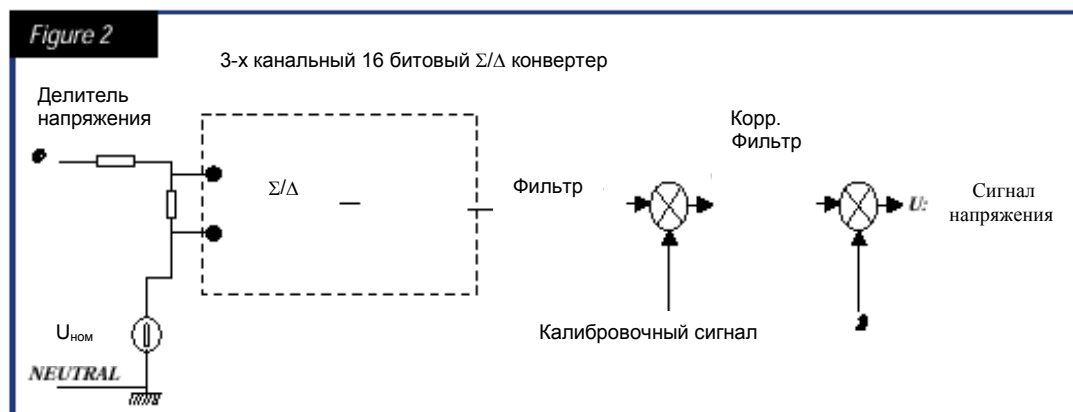 Figure 2
3-х канальный 16 битовый Σ/Δ конвертер
Делитель
напряжения
Корр.
Фильтр
Σ/Δ
Фильтр
U:
Сигнал
напряжения
Uном
Калибровочный сигнал
NEUTRAL